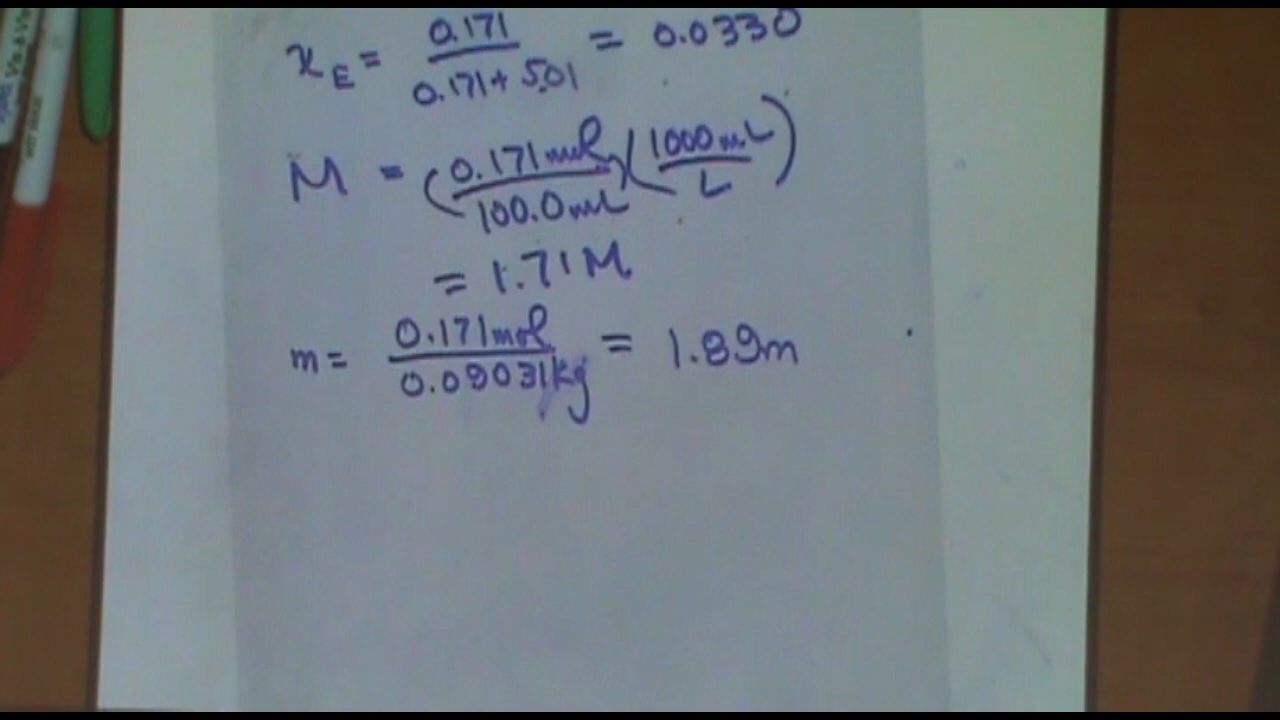 x_E = 0.171 / (0.171 + 5.01) = 0.0330
M = (0.171 mol / 100.0 mL)(1000 mL / L)
= 1.71 M
m = 0.171 mol / 0.09031 kg = 1.89 m